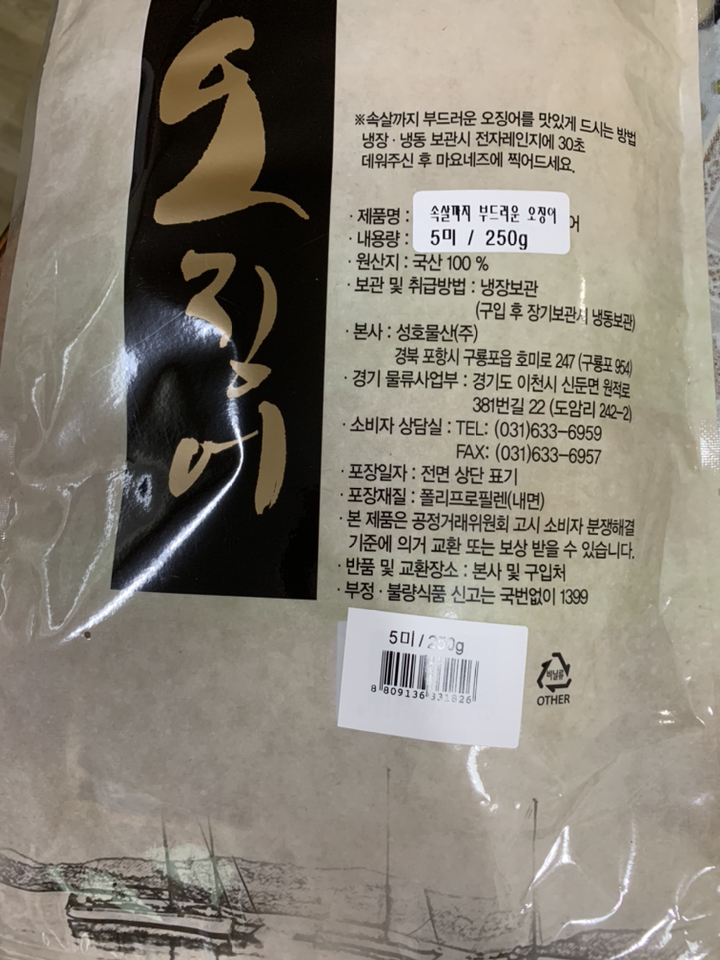 오징어
※속살까지 부드러운 오징어를 맛있게 드시는 방법
냉장·냉동 보관시 전자레인지에 30초
데워주신 후 마요네즈에 찍어드세요.
·제품명 : 속살까지 부드러운 오징어 어
·내용량 : 5미 / 250g
·원산지 : 국산 100 %
·보관 및 취급방법 : 냉장보관
(구입 후 장기보관시 냉동보관)
·본사 : 성호물산(주)
경북 포항시 구룡포읍 호미로 247 (구룡포 954)
·경기 물류사업부 : 경기도 이천시 신둔면 원적로
381번길 22 (도암리 242-2)
·소비자 상담실 : TEL: (031)633-6959
FAX: (031)633-6957
·포장일자 : 전면 상단 표기
·포장재질 : 폴리프로필렌(내면)
·본 제품은 공정거래위원회 고시 소비자 분쟁해결
기준에 의거 교환 또는 보상 받을 수 있습니다.
·반품 및 교환장소 : 본사 및 구입처
·부정·불량식품 신고는 국번없이 1399
5미 / 250g
8 809136 331826
비닐류
OTHER